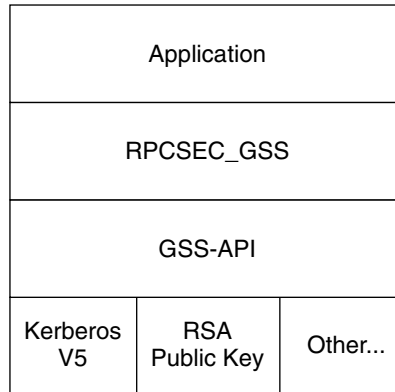 Application
RPCSEC_GSS
GSS-API
Kerberos
V5
RSA
Public Key
Other...